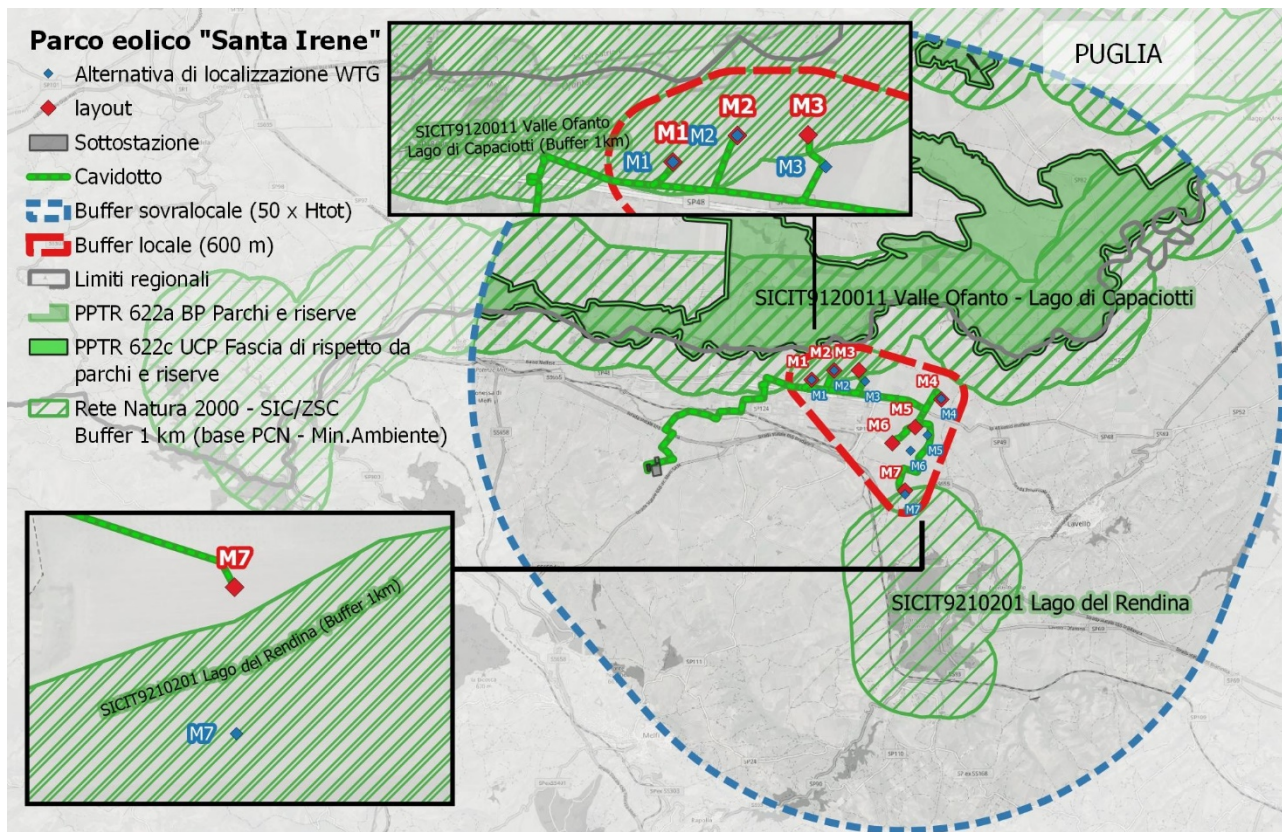 Parco eolico "Santa Irene"
Alternativa di localizzazione WTG
layout
Sottostazione
Cavidotto
Buffer sovralocale (50 x Htot)
Buffer locale (600 m)
Limiti regionali
PPTR 622a BP Parchi e riserve
PPTR 622c UCP Fascia di rispetto da
parchi e riserve
Rete Natura 2000 - SIC/ZSC
Buffer 1 km (base PCN - Min.Ambiente)
PUGLIA
M1
M2
M3
M1
M2
M3
SICIT9120011 Valle Ofanto
Lago di Capaciotti (Buffer 1km)
SP48
SICIT9120011 Valle Ofanto - Lago di Capaciotti
M1
M2
M3
M4
M5
M6
M7
M1
M2
M3
M4
M5
M6
M7
Lavello
SICIT9210201 Lago del Rendina
M7
SICIT9210201 Lago del Rendina (Buffer 1km)
M7
Melfi
SP111